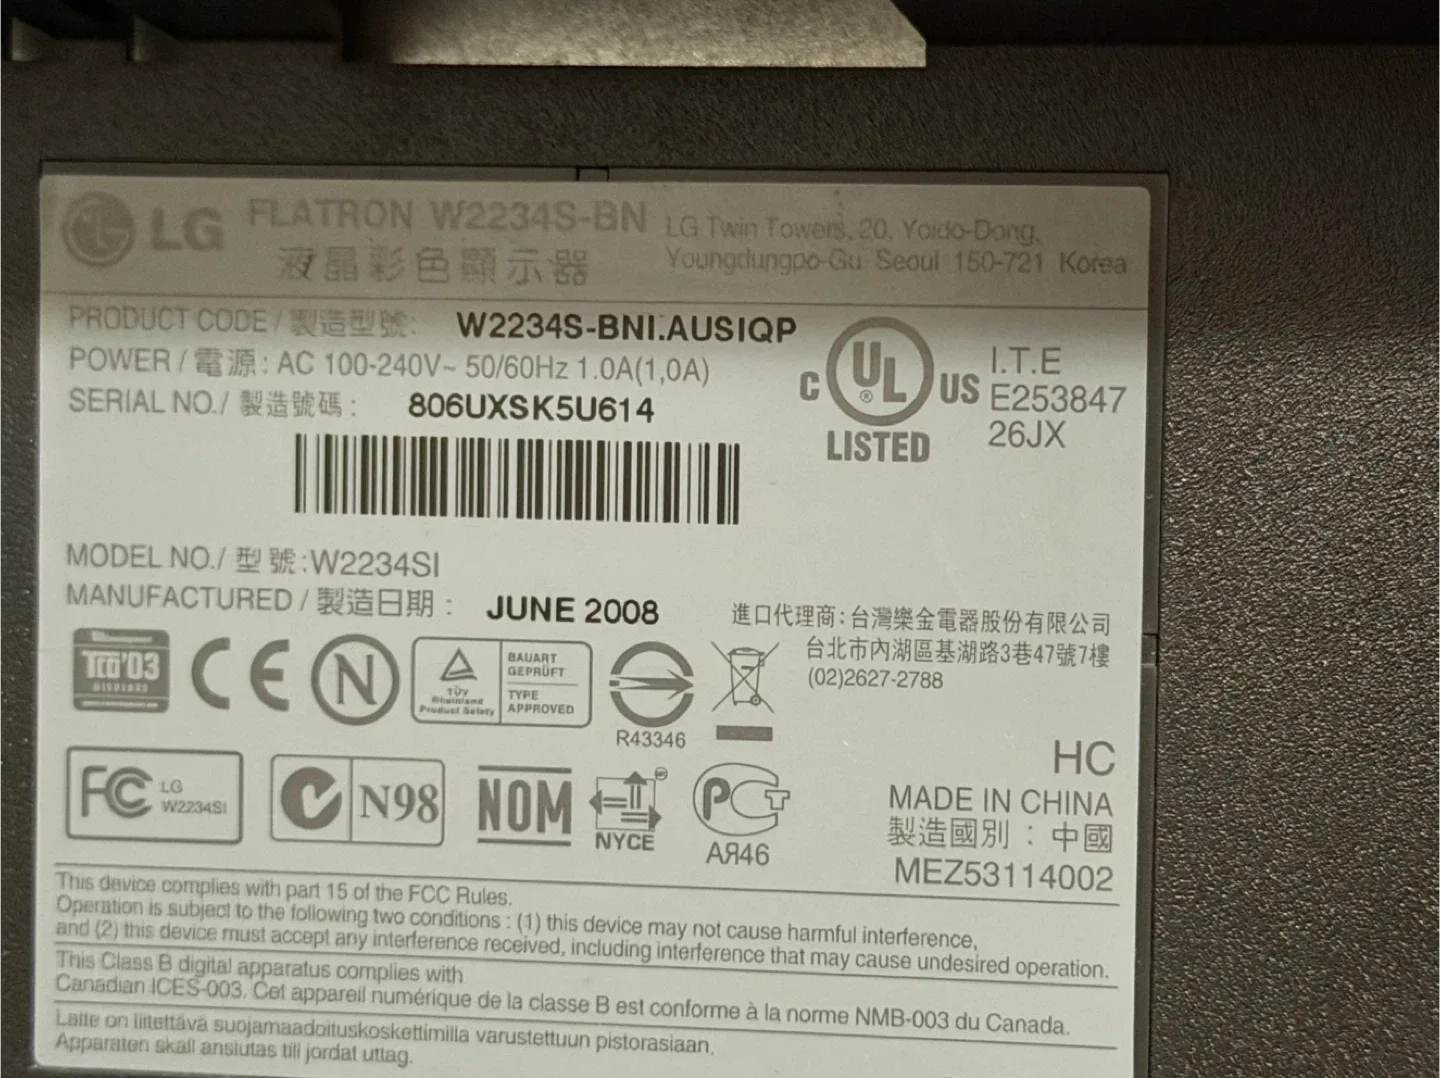 LG FLATRON W2234S-BN
液晶彩色顯示器
LG Twin Towers, 20, Yoido-Dong,
Youngdungpo-Gu Seoul 150-721 Korea
PRODUCT CODE / 製造型號: W2234S-BNI.AUSIQP
POWER / 電源: AC 100-240V~ 50/60Hz 1.0A(1,0A)
SERIAL NO./ 製造號碼: 806UXSK5U614
C UL ® US
LISTED
I.T.E
E253847
26JX
MODEL NO./ 型號:W2234SI
MANUFACTURED / 製造日期: JUNE 2008
進口代理商: 台灣樂金電器股份有限公司
台北市內湖區基湖路3巷47號7樓
(02)2627-2788
TCO'03
DISPLAYS
CE
N
TÜV
Rheinland
Product Safety
BAUART
GEPRÜFT
TYPE
APPROVED
R43346
FC LG
W2234SI
N98
NOM
NYCE
PCT
AЯ46
HC
MADE IN CHINA
製造國別: 中國
MEZ53114002
This device complies with part 15 of the FCC Rules.
Operation is subject to the following two conditions : (1) this device may not cause harmful interference,
and (2) this device must accept any interference received, including interference that may cause undesired operation.
This Class B digital apparatus complies with
Canadian ICES-003. Cet appareil numérique de la classe B est conforme à la norme NMB-003 du Canada.
Laite on liitettävä suojamaadoituskoskettimilla varustettuun pistorasiaan.
Apparaten skall anslutas till jordat uttag.